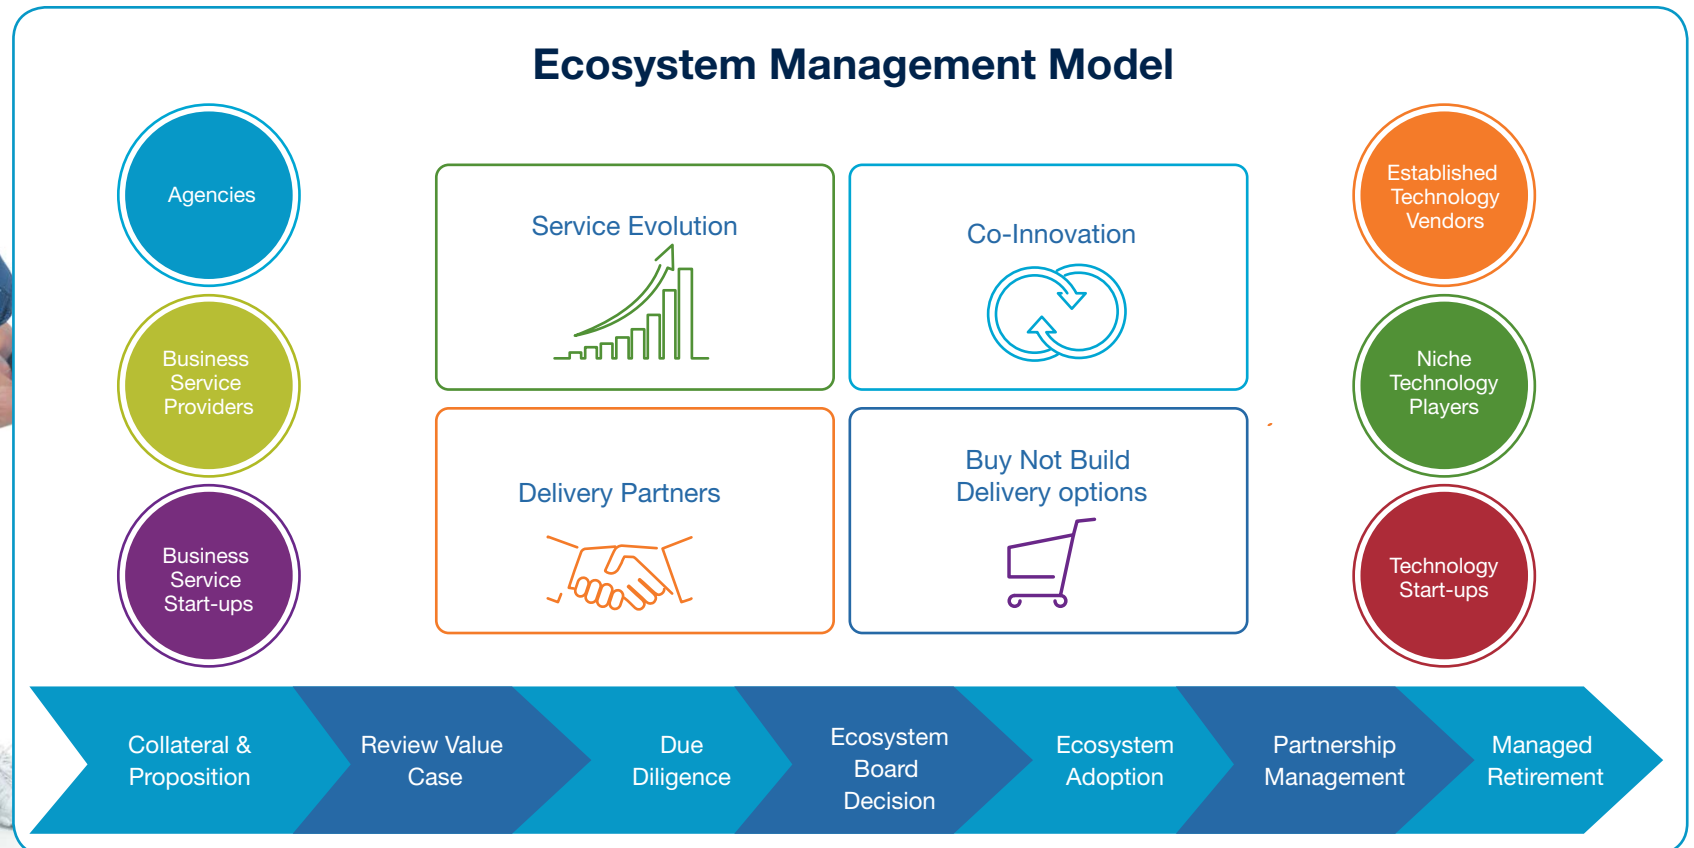 Ecosystem Management Model
Agencies
Business
Service
Providers
Business
Service
Start-ups
Service Evolution
Co-Innovation
Delivery Partners
Buy Not Build
Delivery options
Established
Technology
Vendors
Niche
Technology
Players
Technology
Start-ups
Collateral &
Proposition
Review Value
Case
Due
Diligence
Ecosystem
Board
Decision
Ecosystem
Adoption
Partnership
Management
Managed
Retirement